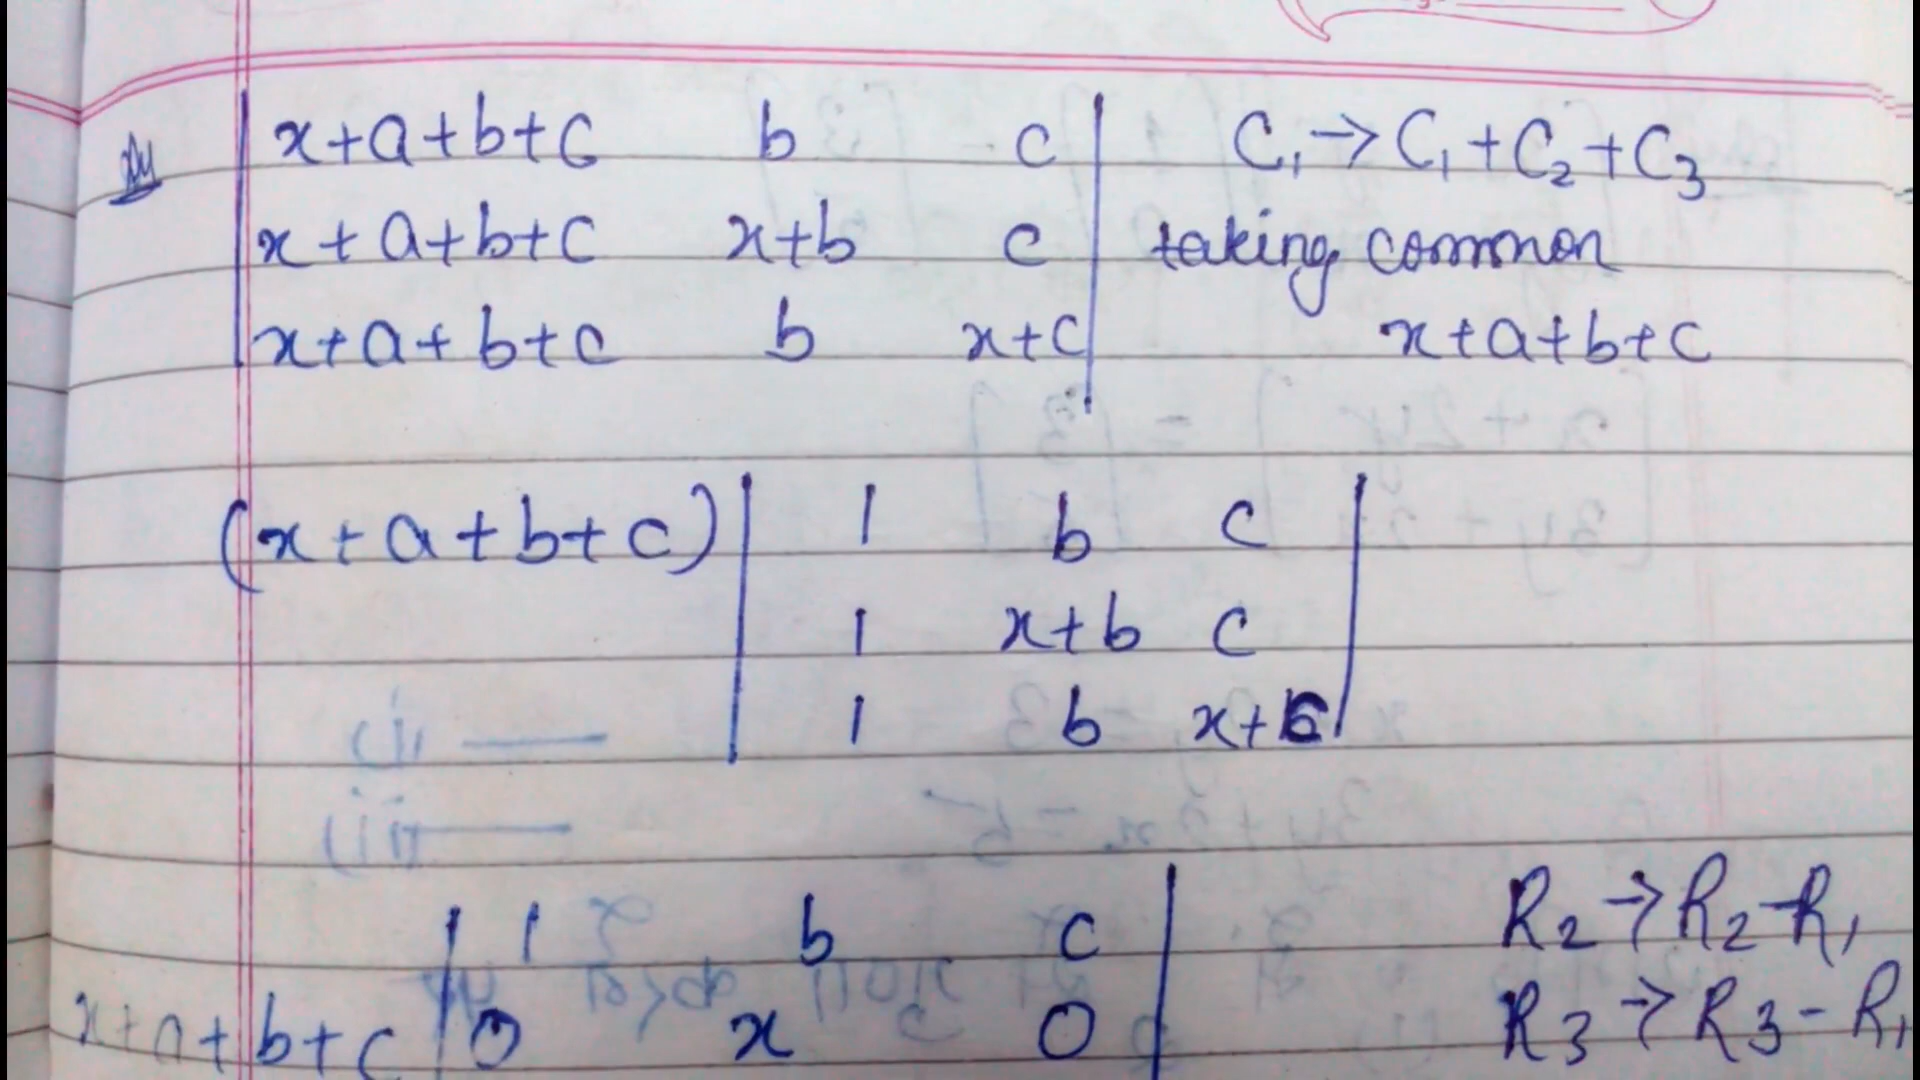 | x+a+b+c b c | C₁ → C₁ + C₂ + C₃
| x+a+b+c x+b c | taking common
| x+a+b+c b x+c | x+a+b+c
(x+a+b+c) | 1 b c |
| 1 x+b c |
| 1 b x+c |
| 1 b c | R₂ → R₂-R₁
x+a+b+c | 0 x 0 | R₃ → R₃-R₁